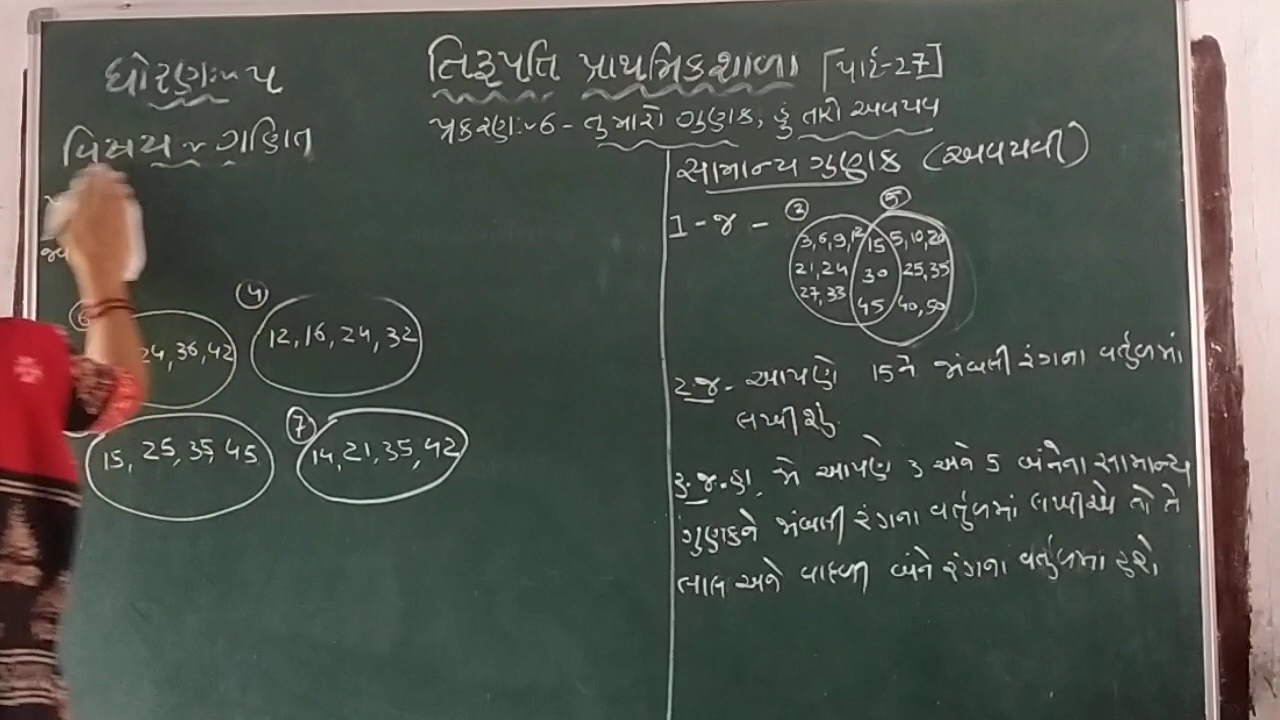 ધોરણઃ- ૫
તિરૂપતિ પ્રાથમિક શાળા [પાર્ટ-27]
વિષય :- ગણિત
પ્રકરણઃ-6 - તુ મારો ગુણક, હું તારો અવયવ
સામાન્ય ગુણક (અવયવી)
1-જ -
3
5
3,6,9,12
15
5,10,20
21,24
30
25,35
27,33
45
40,50
4
24,36,42
12,16,24,32
7
15, 25,35,45
14,21,35,42
2.જ. આપણે 15ને જાંબલી રંગના વર્તુળમાં
લખીશું.
3.જ. હા, જો આપણે 3 અને 5 બંનેના સામાન્ય
ગુણકને જાંબલી રંગના વર્તુળમાં લખીએ તો તે
લાલ અને વાદળી બંને રંગના વર્તુળમાં હશે.